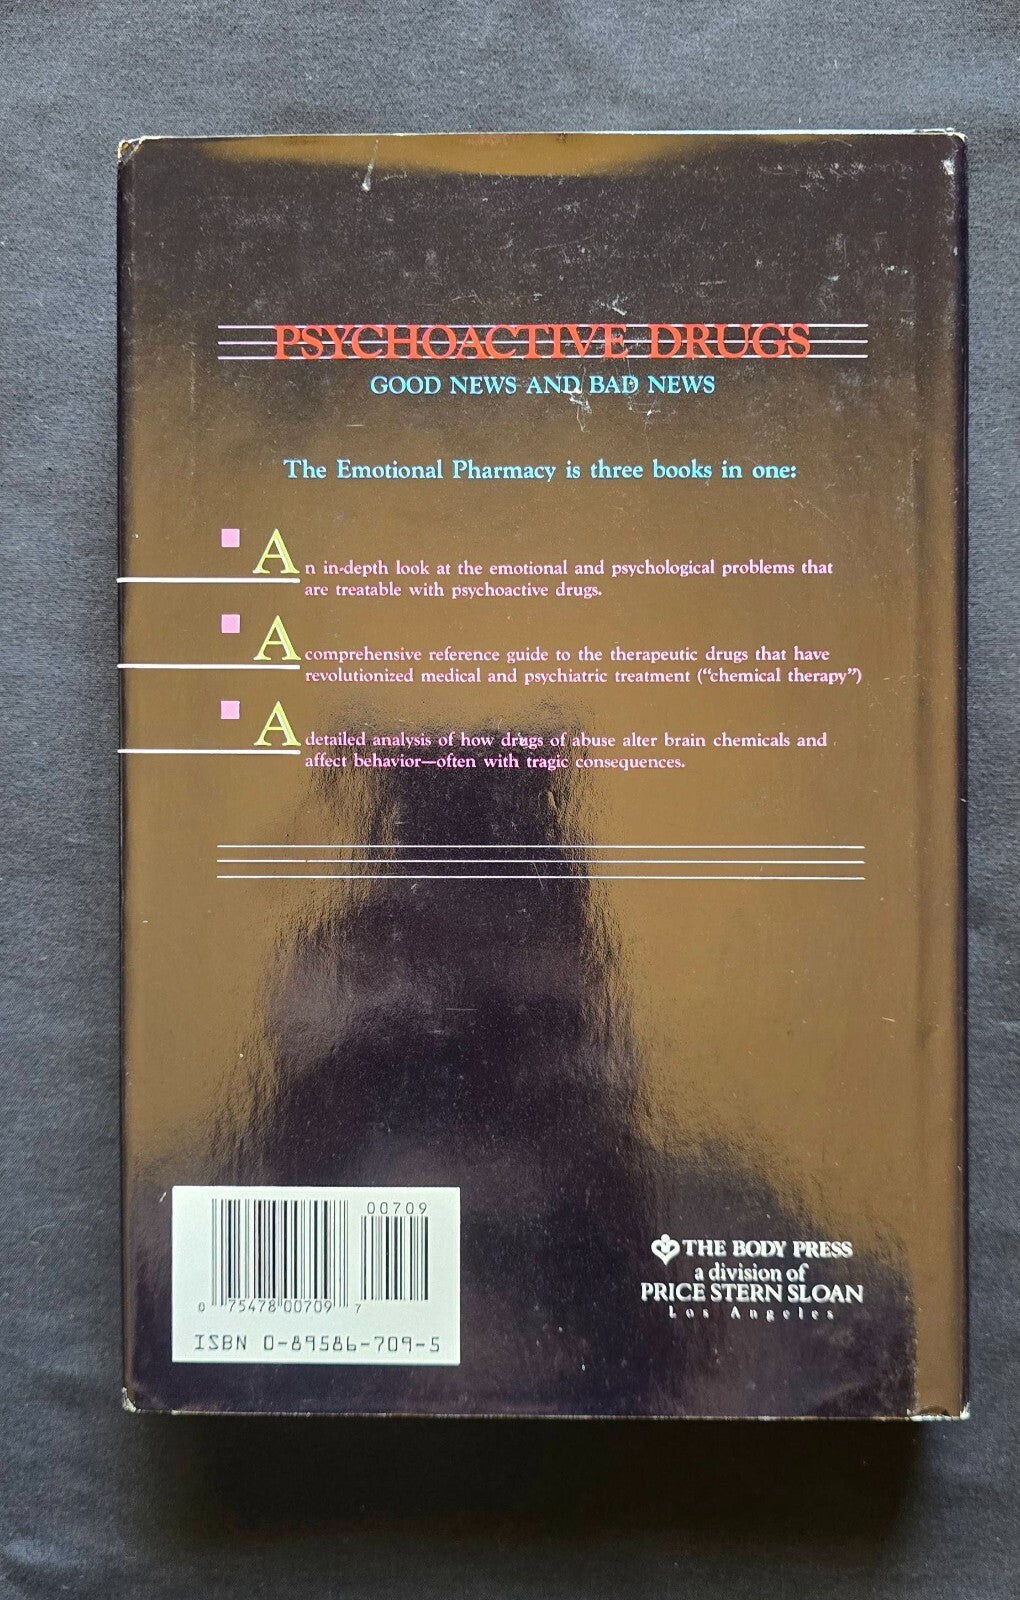 PSYCHOACTIVE DRUGS
GOOD NEWS AND BAD NEWS
The Emotional Pharmacy is three books in one:
An in-depth look at the emotional and psychological problems that
are treatable with psychoactive drugs.
A comprehensive reference guide to the therapeutic drugs that have
revolutionized medical and psychiatric treatment ("chemical therapy")
A detailed analysis of how drugs of abuse alter brain chemicals and
affect behavior—often with tragic consequences.
00709
0 75478 00709 7
ISBN 0-89586-709-5
THE BODY PRESS
a division of
PRICE STERN SLOAN
Los Angeles